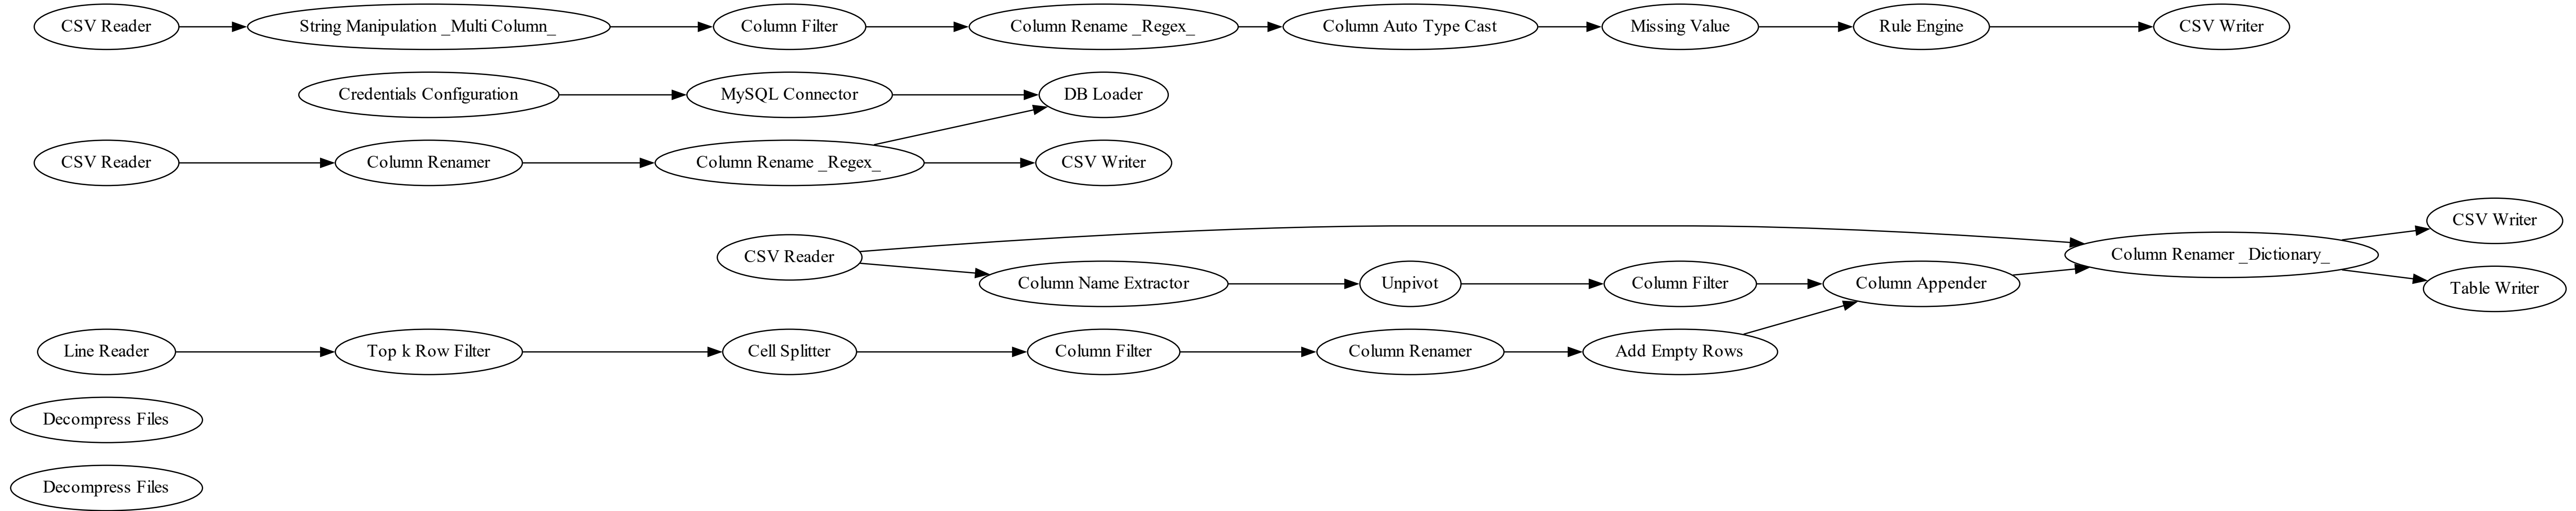 CSV Reader
String Manipulation _Multi Column_
Column Filter
Column Rename _Regex_
Column Auto Type Cast
Missing Value
Rule Engine
CSV Writer
Credentials Configuration
MySQL Connector
DB Loader
CSV Reader
Column Renamer
Column Rename _Regex_
CSV Writer
CSV Reader
Column Name Extractor
Unpivot
Column Filter
Column Appender
Column Renamer _Dictionary_
CSV Writer
Table Writer
Line Reader
Top k Row Filter
Cell Splitter
Column Filter
Column Renamer
Add Empty Rows
Decompress Files
Decompress Files